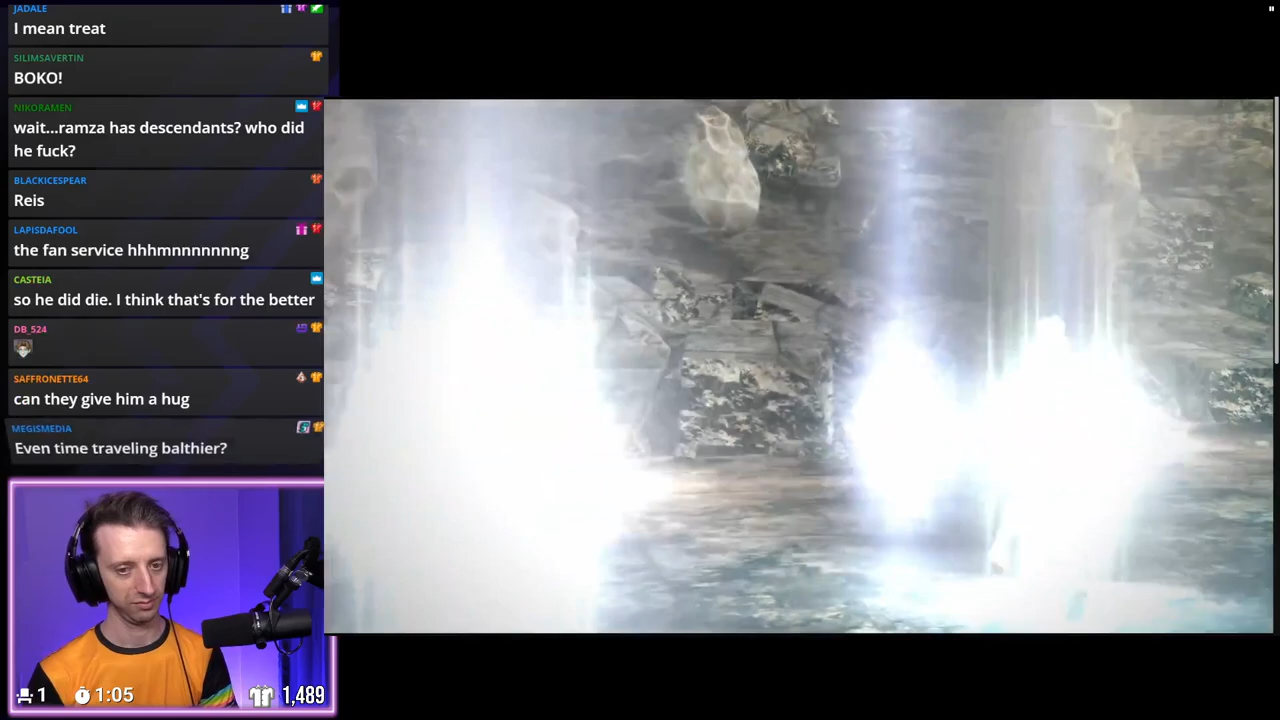 JADALE
I mean treat
SILIMSAVERTIN
BOKO!
NIKORAMEN
wait...ramza has descendants? who did
he fuck?
BLACKICESPEAR
Reis
LAPISDAFOOL
the fan service hhhmnnnnnnng
CASTEIA
so he did die. I think that's for the better
DB_524
SAFFRONETTE64
can they give him a hug
MEGISMEDIA
Even time traveling balthier?
1 1:05 1,489